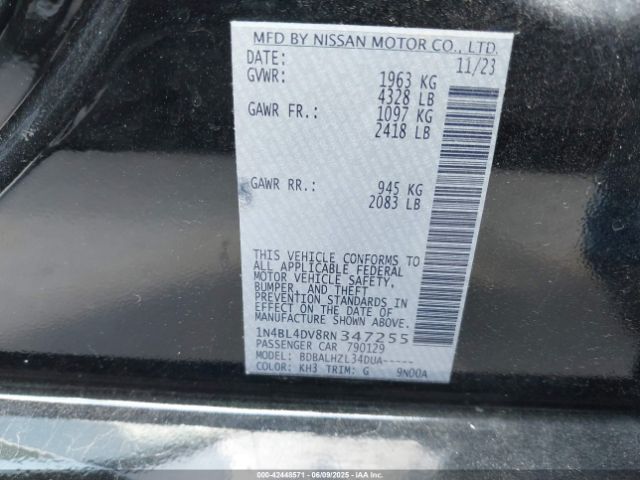 MFD BY NISSAN MOTOR CO., LTD.
DATE: 11/23
GVWR: 1963 KG
4328 LB
GAWR FR.: 1097 KG
2418 LB
GAWR RR.: 945 KG
2083 LB
THIS VEHICLE CONFORMS TO
ALL APPLICABLE FEDERAL
MOTOR VEHICLE SAFETY,
BUMPER, AND THEFT
PREVENTION STANDARDS IN
EFFECT ON THE DATE OF
MANUFACTURE SHOWN ABOVE.
1N4BL4DV8RN347255
PASSENGER CAR 790129
MODEL: BDBALHZL34DUA-----
COLOR: KH3 TRIM: G 9N00A
000-42448571 | 06/09/2025 | IAAI.COM